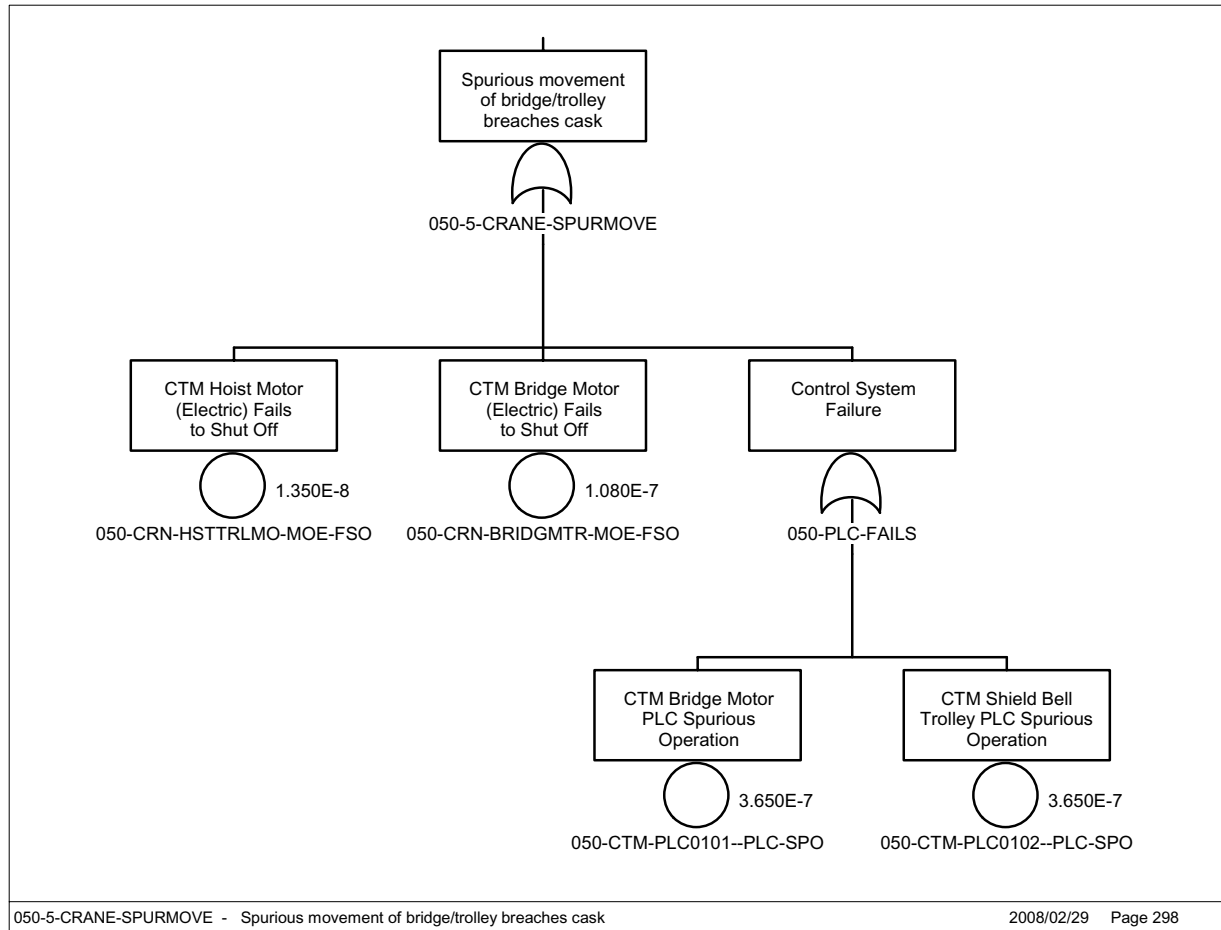 Spurious movement
of bridge/trolley
breaches cask
050-5-CRANE-SPURMOVE
CTM Hoist Motor
(Electric) Fails
to Shut Off
1.350E-8
050-CRN-HSTTRLMO-MOE-FSO
CTM Bridge Motor
(Electric) Fails
to Shut Off
1.080E-7
050-CRN-BRIDGMTR-MOE-FSO
Control System
Failure
050-PLC-FAILS
CTM Bridge Motor
PLC Spurious
Operation
3.650E-7
050-CTM-PLC0101--PLC-SPO
CTM Shield Bell
Trolley PLC Spurious
Operation
3.650E-7
050-CTM-PLC0102--PLC-SPO
050-5-CRANE-SPURMOVE - Spurious movement of bridge/trolley breaches cask
2008/02/29 Page 298